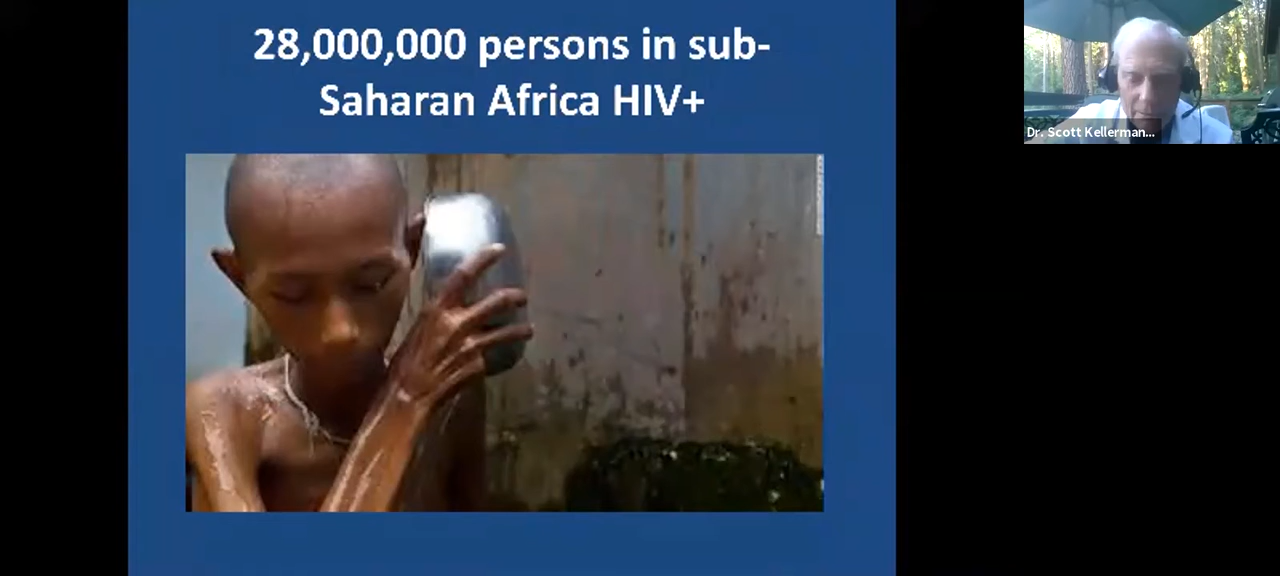 28,000,000 persons in sub-
Saharan Africa HIV+
Dr. Scott Kellerman...